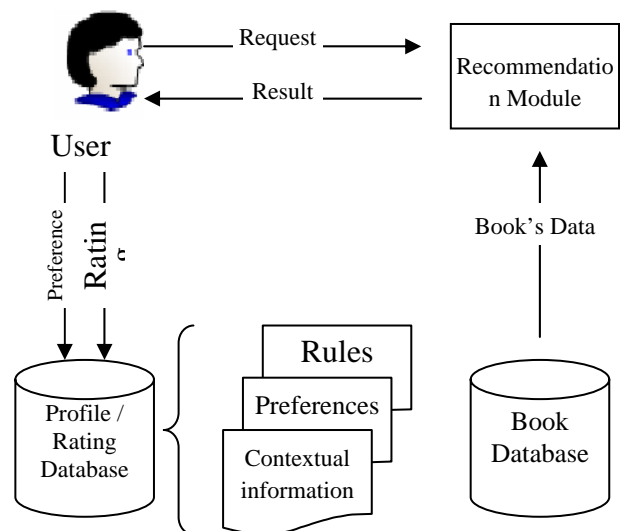 Request
Result
Recommendatio
n Module
User
Preference
Ratin
g
Book's Data
Rules
Preferences
Contextual
information
Profile /
Rating
Database
Book
Database